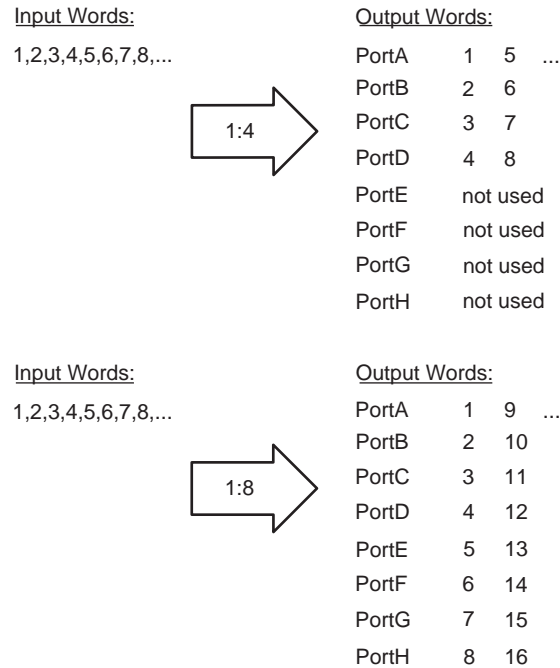 Input Words:
1,2,3,4,5,6,7,8,...
1:4
Output Words:
PortA 1 5 ...
PortB 2 6
PortC 3 7
PortD 4 8
PortE not used
PortF not used
PortG not used
PortH not used
Input Words:
1,2,3,4,5,6,7,8,...
1:8
Output Words:
PortA 1 9 ...
PortB 2 10
PortC 3 11
PortD 4 12
PortE 5 13
PortF 6 14
PortG 7 15
PortH 8 16